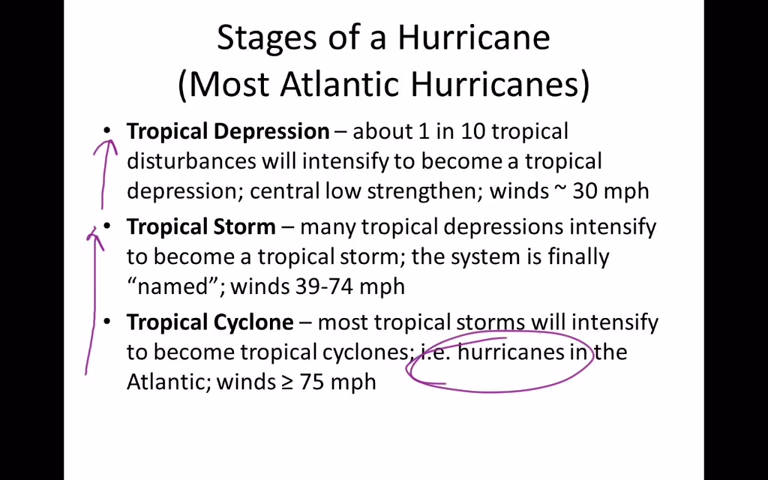 Stages of a Hurricane
(Most Atlantic Hurricanes)
• Tropical Depression – about 1 in 10 tropical
disturbances will intensify to become a tropical
depression; central low strengthen; winds ~ 30 mph
• Tropical Storm – many tropical depressions intensify
to become a tropical storm; the system is finally
“named”; winds 39-74 mph
• Tropical Cyclone – most tropical storms will intensify
to become tropical cyclones; i.e. hurricanes in the
Atlantic; winds ≥ 75 mph